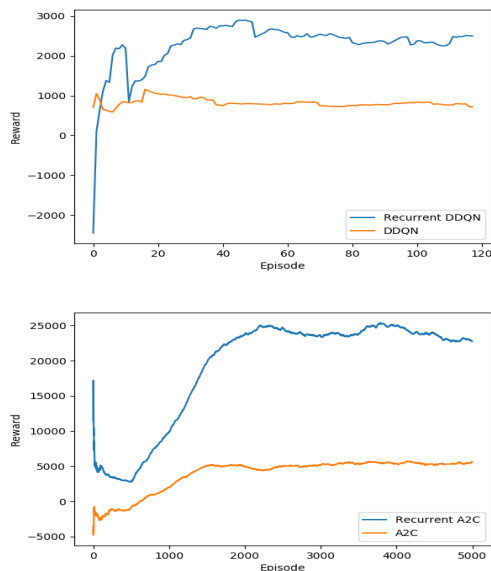 3000
2000
1000
0
−1000
−2000
Reward
0 20 40 60 80 100 120
Episode
Recurrent DDQN
DDQN
25000
20000
15000
10000
5000
0
−5000
Reward
0 1000 2000 3000 4000 5000
Episode
Recurrent A2C
A2C